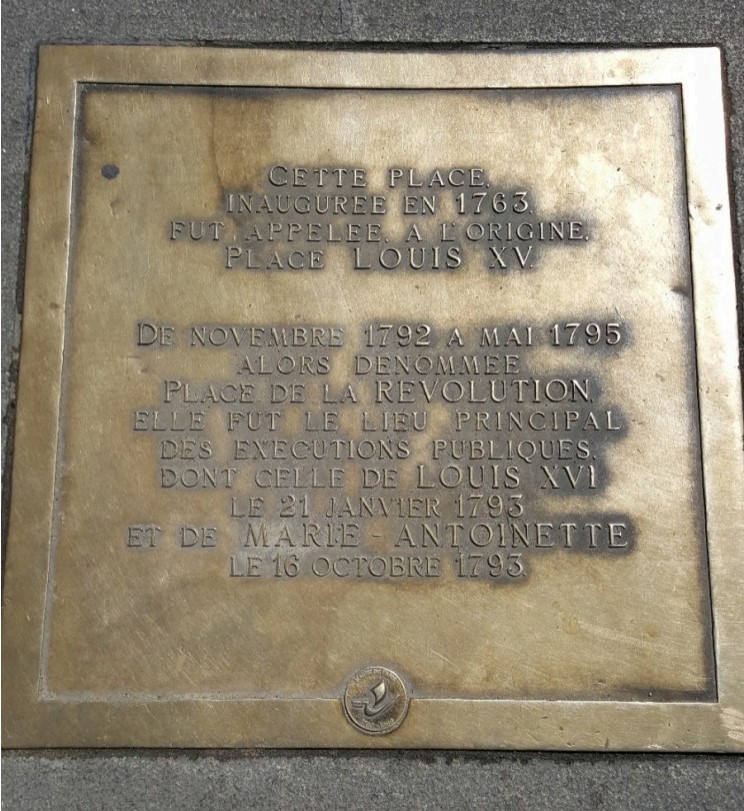 CETTE PLACE,
INAUGUREE EN 1763,
FUT APPELEE, A L'ORIGINE,
PLACE LOUIS XV.
DE NOVEMBRE 1792 A MAI 1795
ALORS DENOMMEE
PLACE DE LA REVOLUTION,
ELLE FUT LE LIEU PRINCIPAL
DES EXECUTIONS PUBLIQUES,
DONT CELLE DE LOUIS XVI
LE 21 JANVIER 1793
ET DE MARIE - ANTOINETTE
LE 16 OCTOBRE 1793.